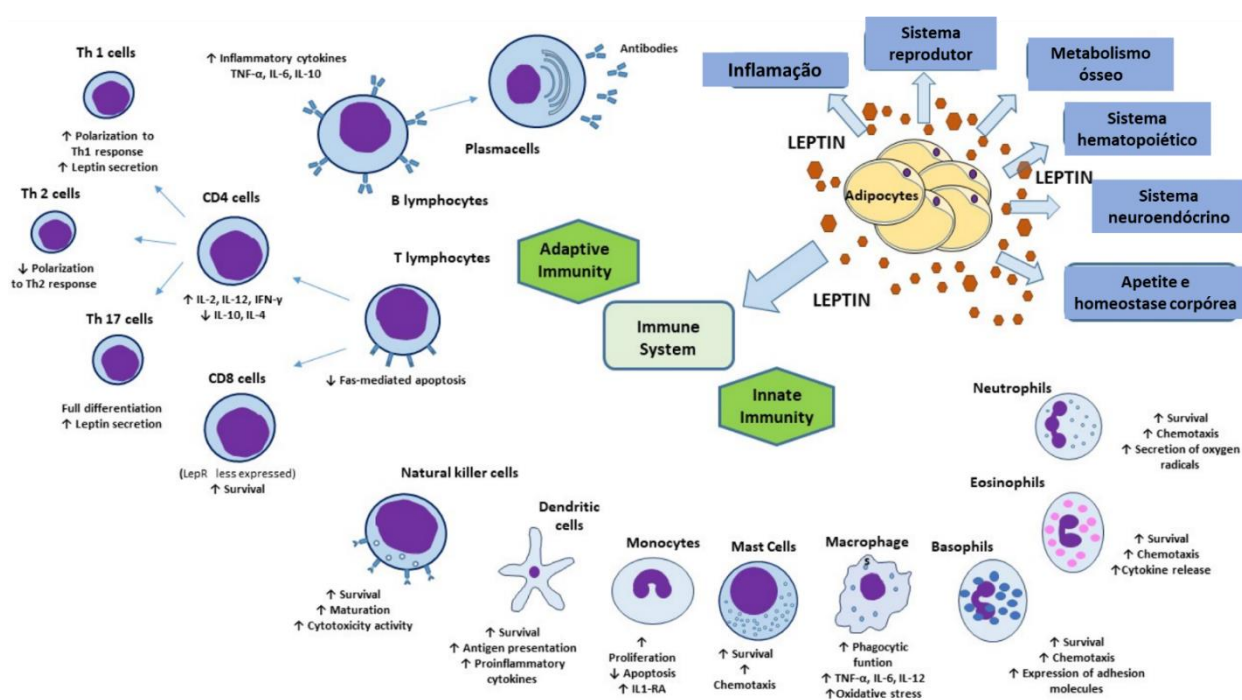 Th 1 cells
↑ Polarization to
Th1 response
↑ Leptin secretion
Th 2 cells
↓ Polarization
to Th2 response
Th 17 cells
Full differentiation
↑ Leptin secretion
CD4 cells
↑ IL-2, IL-12, IFN-γ
↓ IL-10, IL-4
CD8 cells
(LepR less expressed)
↑ Survival
↑ Inflammatory cytokines
TNF-α, IL-6, IL-10
B lymphocytes
Antibodies
Plasmacells
T lymphocytes
↓ Fas-mediated apoptosis
Adaptive
Immunity
Immune
System
Innate
Immunity
Inflamação
Sistema
reprodutor
Metabolismo
ósseo
Sistema
hematopoiético
Sistema
neuroendócrino
Apetite e
homeostase corpórea
LEPTIN
LEPTIN
LEPTIN
Adipocytes
Natural killer cells
↑ Survival
↑ Maturation
↑ Cytotoxicity activity
Dendritic
cells
↑ Survival
↑ Antigen presentation
↑ Proinflammatory
cytokines
Monocytes
↑
Proliferation
↓ Apoptosis
↑ IL1-RA
Mast Cells
↑ Survival
↑
Chemotaxis
Macrophage
s
↑ Phagocytic
funtion
↑ TNF-α, IL-6, IL-12
↑Oxidative stress
Basophils
↑ Survival
↑ Chemotaxis
↑ Expression of adhesion
molecules
Eosinophils
↑ Survival
↑ Chemotaxis
↑Cytokine release
Neutrophils
↑ Survival
↑ Chemotaxis
↑ Secretion of oxygen
radicals